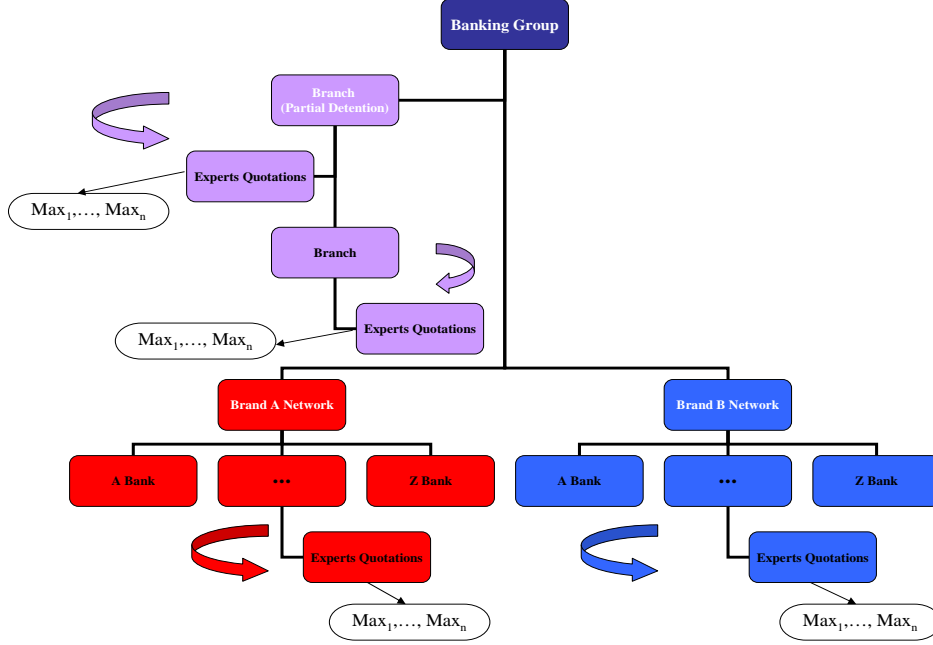 Banking Group
Branch
(Partial Detention)
Experts Quotations
Max₁,…, Maxₙ
Branch
Experts Quotations
Max₁,…, Maxₙ
Brand A Network
Brand B Network
A Bank
…
Z Bank
A Bank
…
Z Bank
Experts Quotations
Experts Quotations
Max₁,…, Maxₙ
Max₁,…, Maxₙ